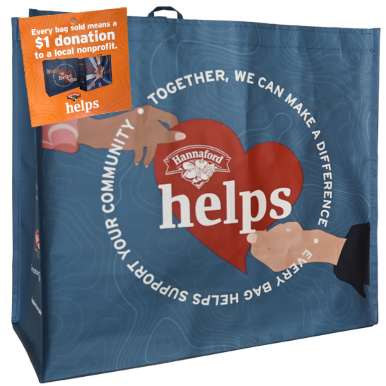 Every bag sold means a
$1 donation
to a local nonprofit.
helps
TOGETHER, WE CAN MAKE A DIFFERENCE
EVERY BAG HELPS SUPPORT YOUR COMMUNITY
Hannaford
helps